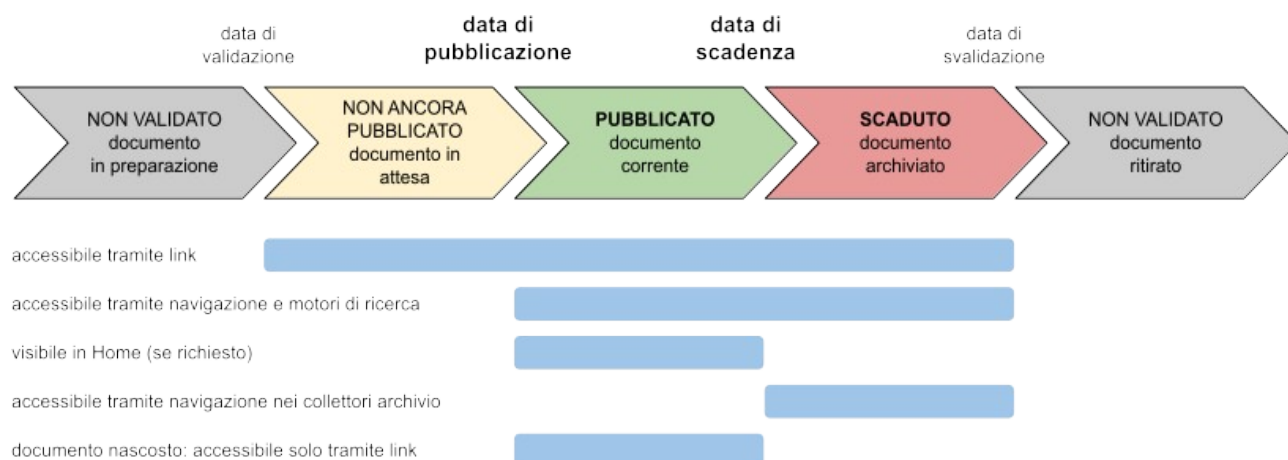 data di
validazione
data di
pubblicazione
data di
scadenza
data di
svalidazione
NON VALIDATO
documento
in preparazione
NON ANCORA
PUBBLICATO
documento in
attesa
PUBBLICATO
documento
corrente
SCADUTO
documento
archiviato
NON VALIDATO
documento
ritirato
accessibile tramite link
accessibile tramite navigazione e motori di ricerca
visibile in Home (se richiesto)
accessibile tramite navigazione nei collettori archivio
documento nascosto: accessibile solo tramite link